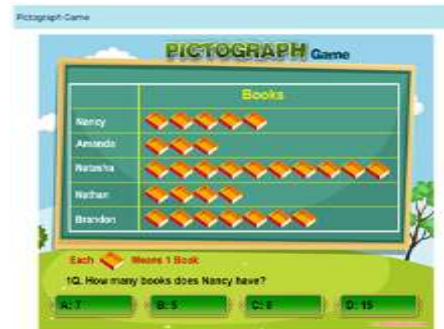 Pictograph Game
PICTOGRAPH Game
Books
Nancy
Amanda
Natasha
Nathan
Brandon
Each Means 1 Book
1Q. How many books does Nancy have?
A: 7 B: 5 C: 8 D: 15